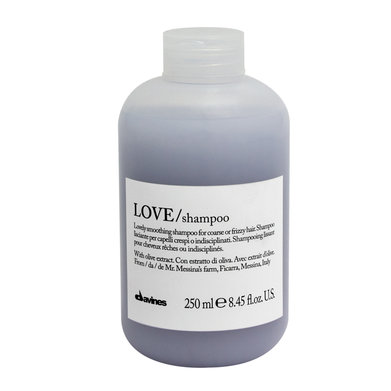 LOVE/shampoo
Lovely smoothing shampoo for coarse or frizzy hair. Shampoo
lisciante per capelli crespi o indisciplinati. Shampooing lissant
pour cheveux rêches ou indisciplinés.
With olive extract. Con estratto di oliva. Avec extrait d'olive.
From / da / de Mr. Messina's farm, Ficarra, Messina, Italy
davines
250 ml ℮ 8.45 fl.oz. U.S.